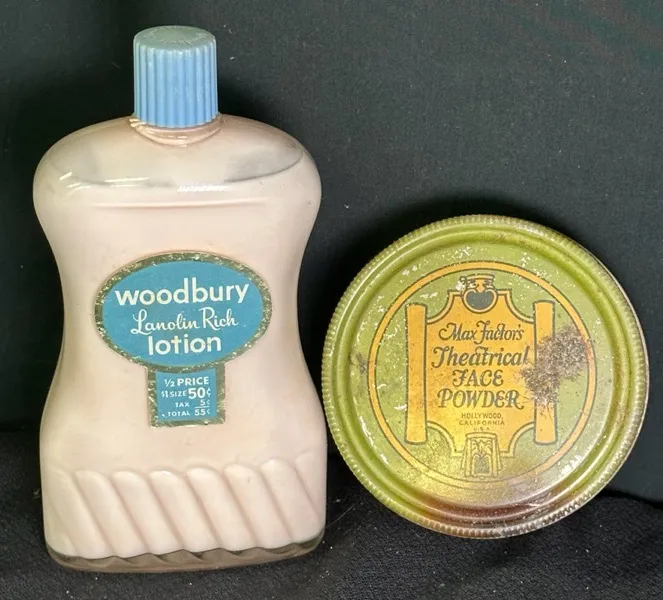 woodbury
Lanolin Rich
lotion
½ PRICE
$1 SIZE 50¢
TAX 5¢
TOTAL 55¢
Max Factor's
Theatrical
FACE
POWDER
HOLLYWOOD,
CALIFORNIA
U.S.A.